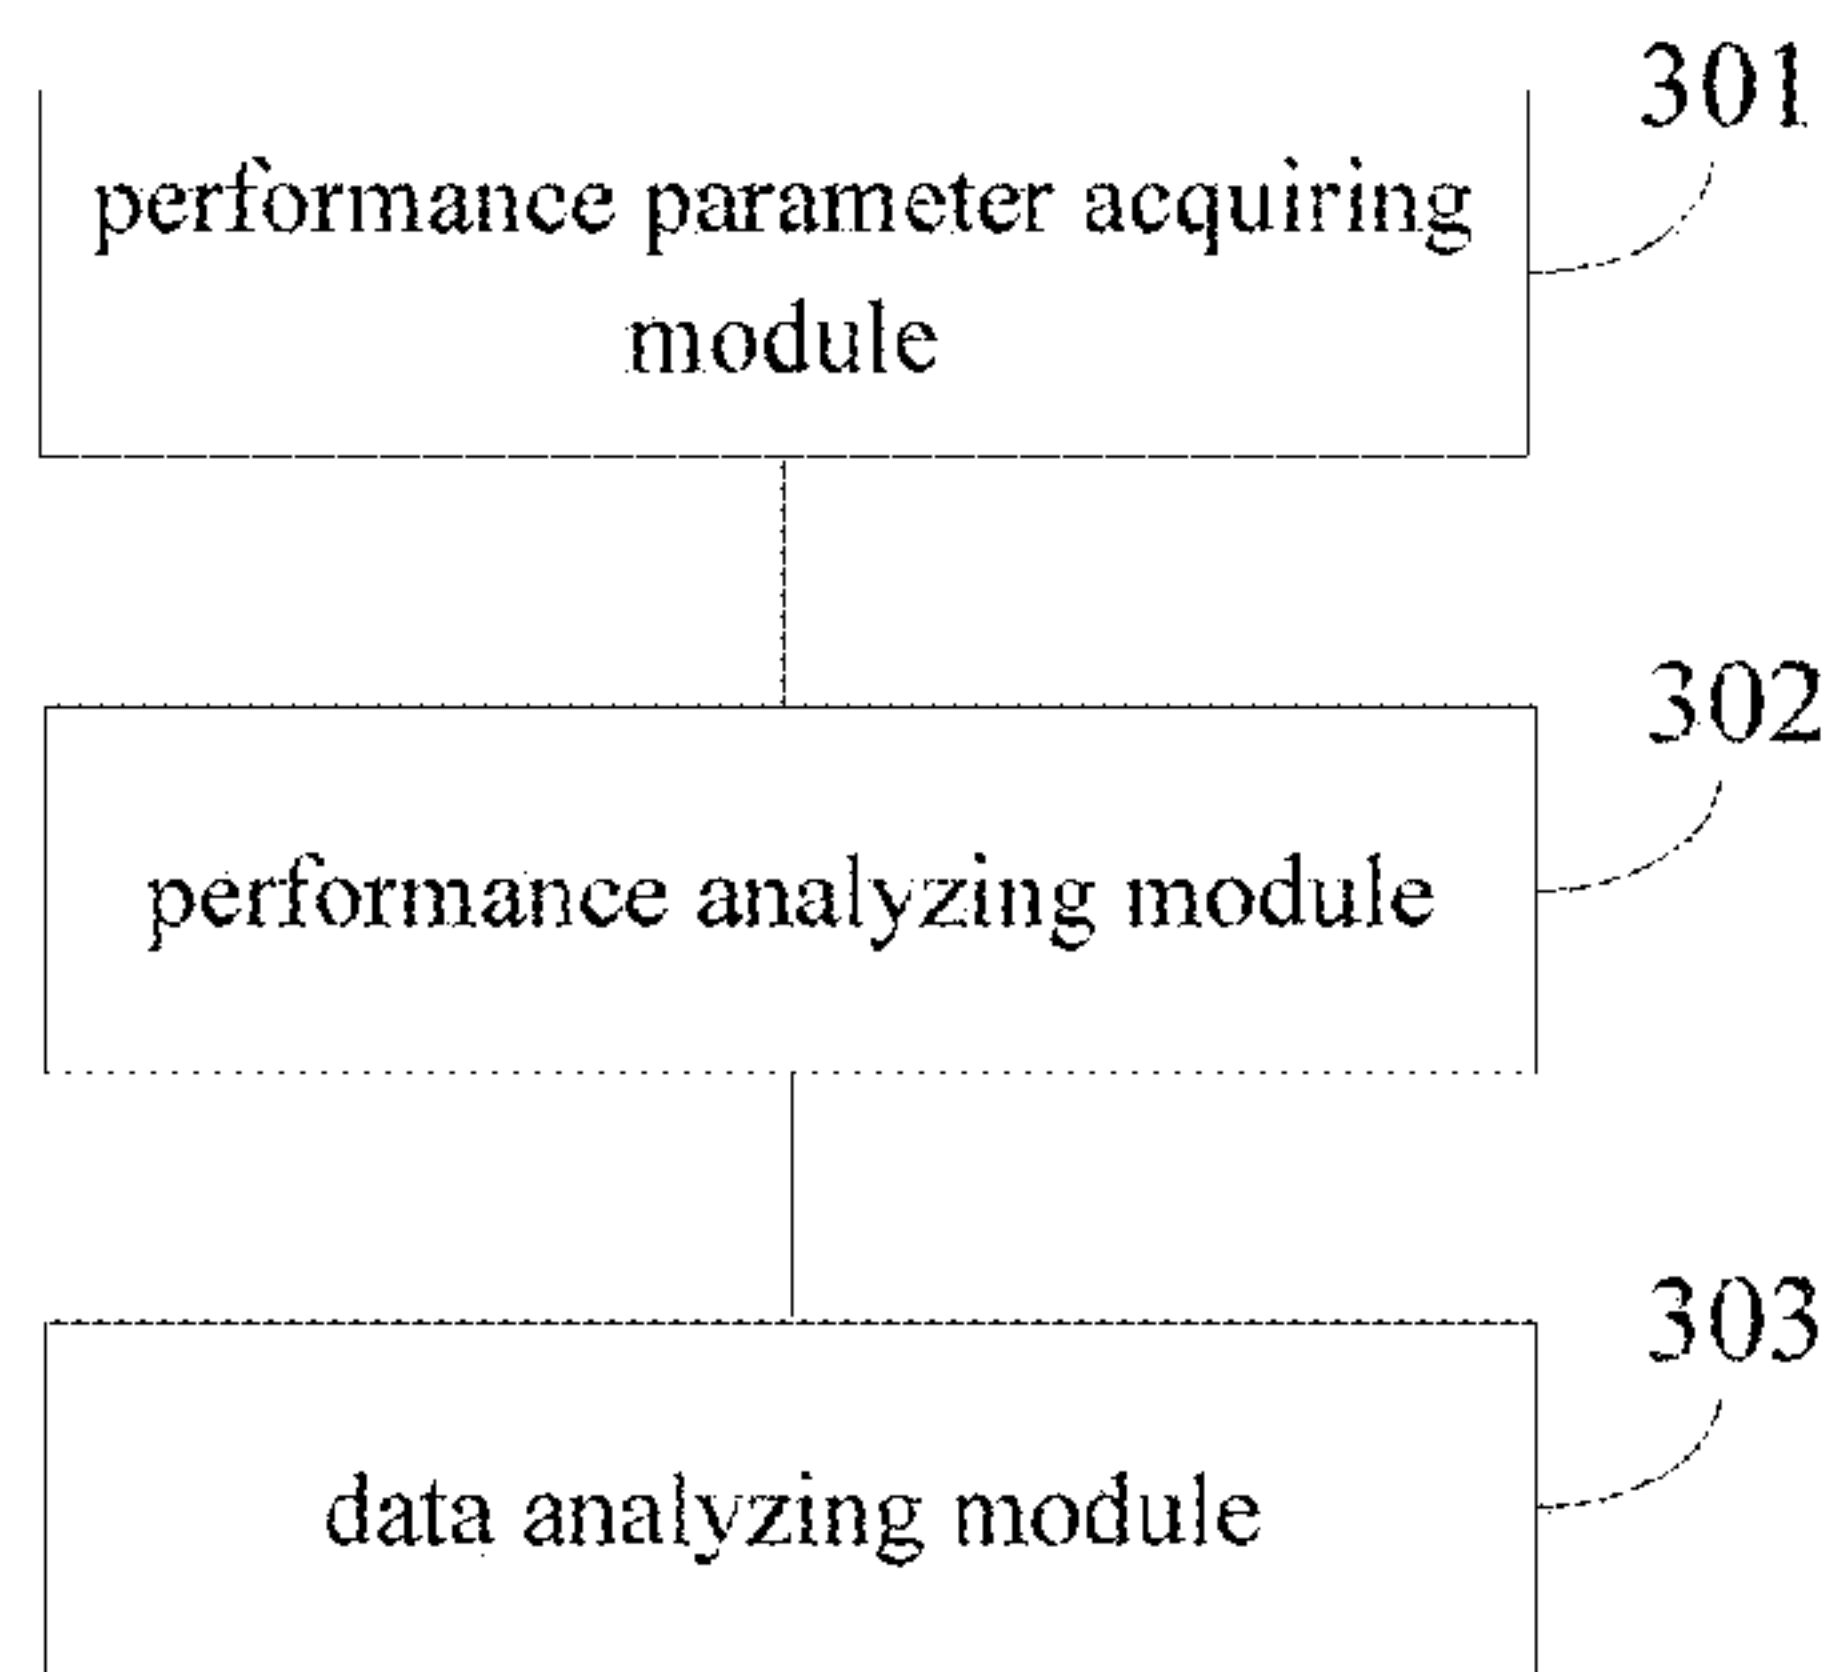 301
performance parameter acquiring
module
302
performance analyzing module
303
data analyzing module